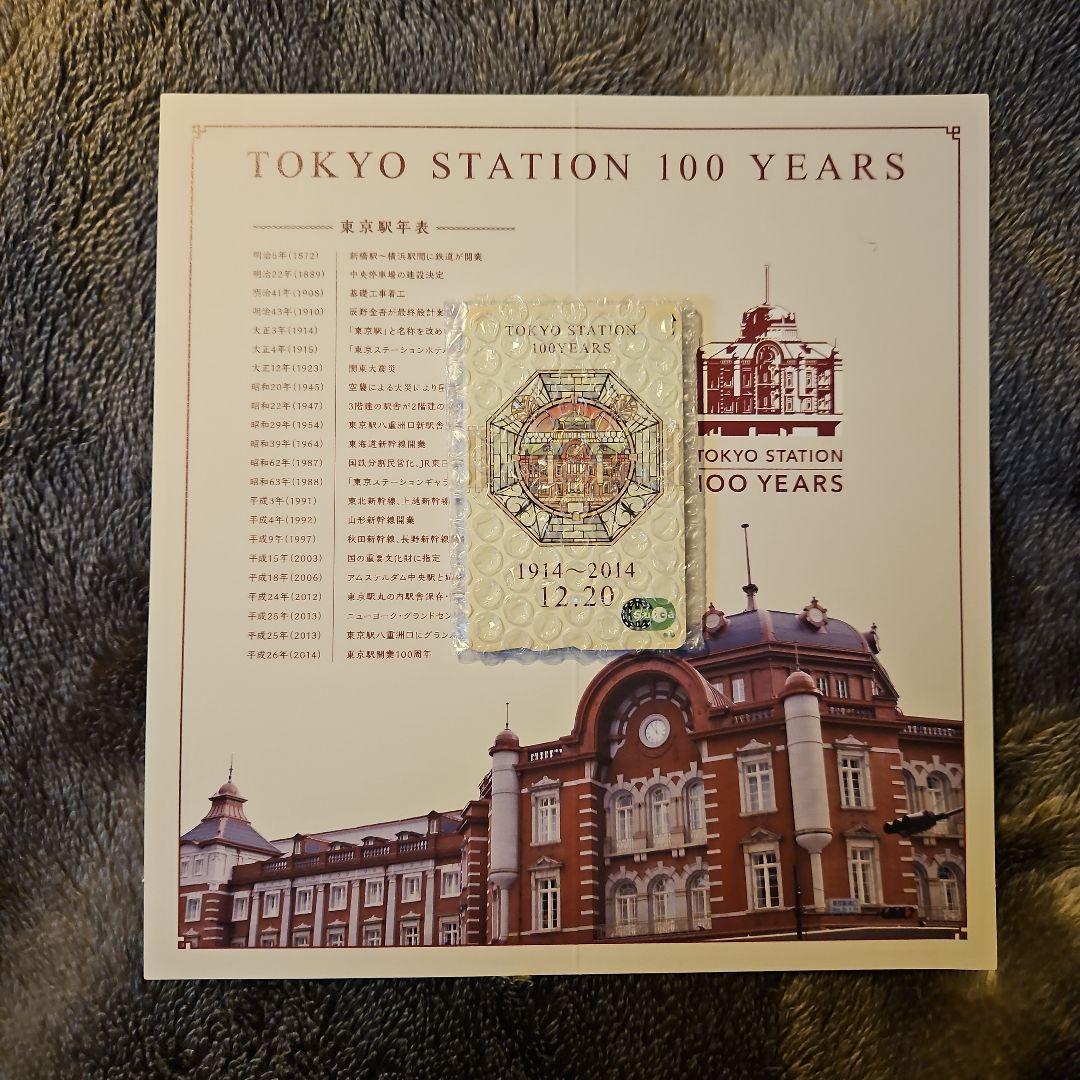 TOKYO STATION 100 YEARS
東京駅年表
明治5年(1872) 新橋駅〜横浜駅間に鉄道が開業
明治22年(1889) 中央停車場の建設決定
明治41年(1908) 基礎工事着工
明治43年(1910) 辰野金吾が最終設計案
大正3年(1914) 「東京駅」と名称を改め
大正4年(1915) 「東京ステーションホテル
大正12年(1923) 関東大震災
昭和20年(1945) 空襲による火災により
昭和22年(1947) 3階建の駅舎が2階建の
昭和29年(1954) 東京駅八重洲口新駅舎
昭和39年(1964) 東海道新幹線開業
昭和62年(1987) 国鉄分割民営化、JR東日
昭和63年(1988) 「東京ステーションギャラ
平成3年(1991) 東北新幹線、上越新幹線
平成4年(1992) 山形新幹線開業
平成9年(1997) 秋田新幹線、長野新幹線
平成15年(2003) 国の重要文化財に指定
平成18年(2006) アムステルダム中央駅と
平成24年(2012) 東京駅丸の内駅舎保存・
平成25年(2013) ニューヨーク・グランドセン
平成25年(2013) 東京駅八重洲口にグラン
平成26年(2014) 東京駅開業100周年
TOKYO STATION
100YEARS
1914〜2014
12.20
Suica
TOKYO STATION
100 YEARS